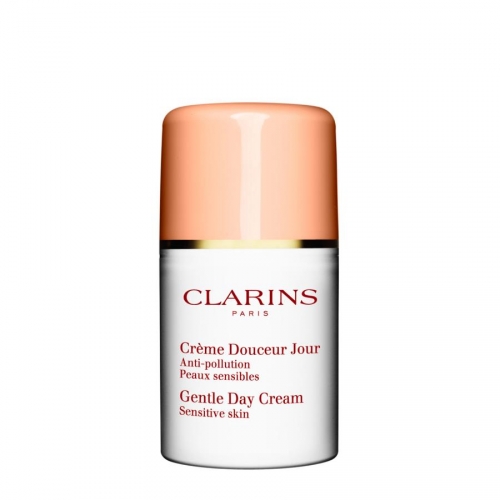 CLARINS
PARIS
Crème Douceur Jour
Anti-pollution
Peaux sensibles
Gentle Day Cream
Sensitive skin